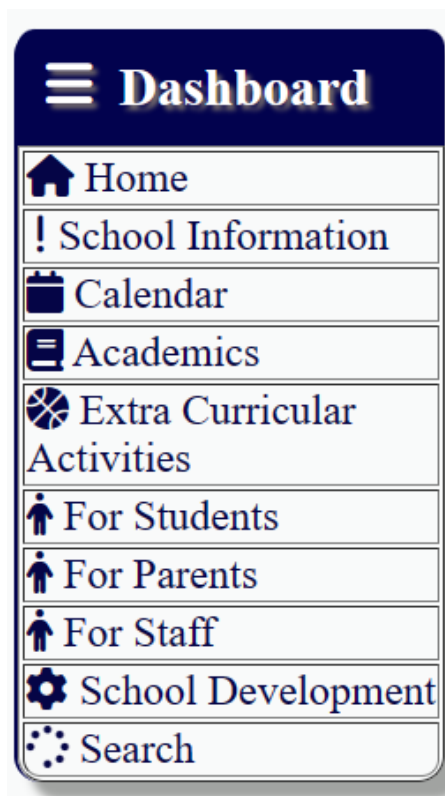 Dashboard
Home
School Information
Calendar
Academics
Extra Curricular
Activities
For Students
For Parents
For Staff
School Development
Search